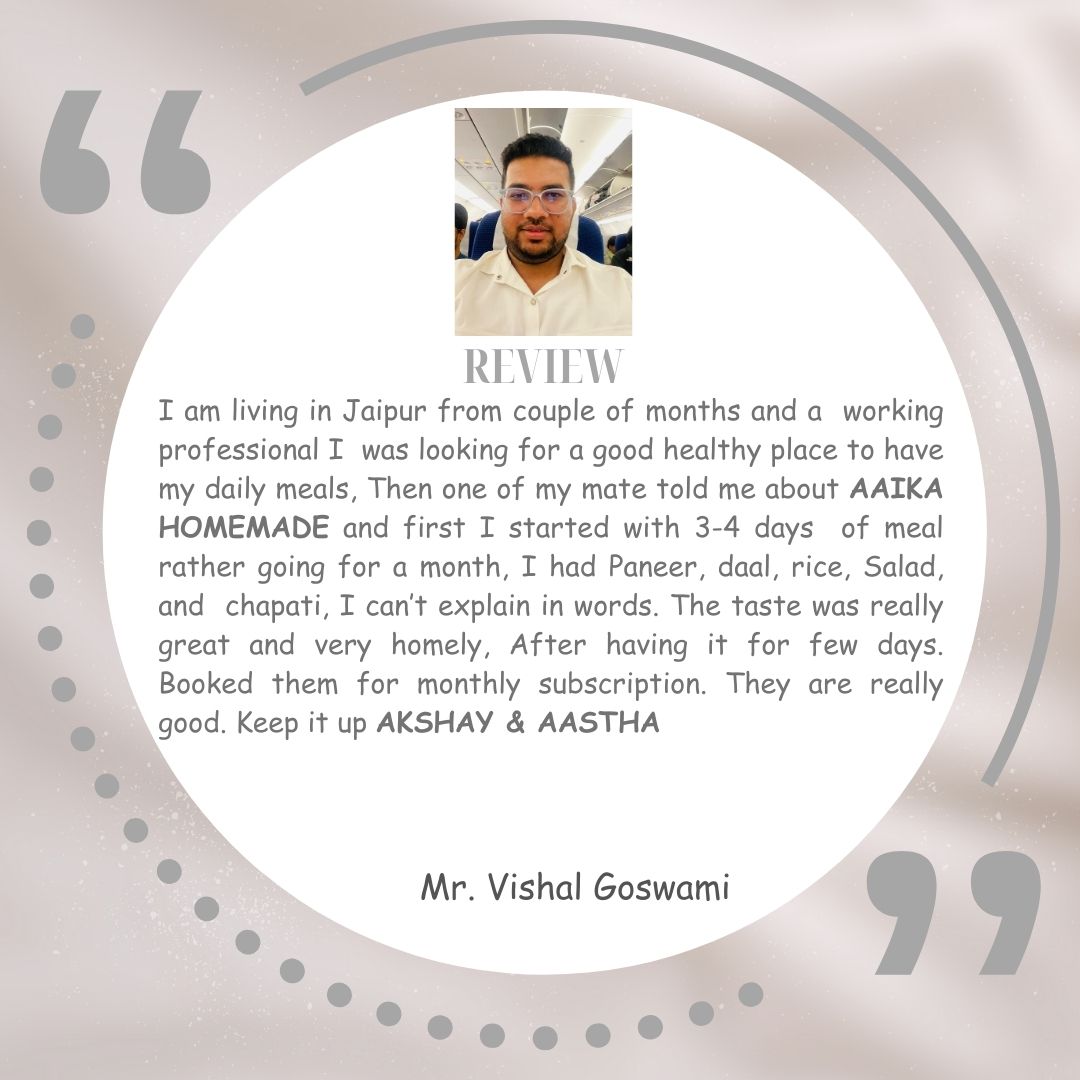 REVIEW
I am living in Jaipur from couple of months and a working
professional I was looking for a good healthy place to have
my daily meals, Then one of my mate told me about AAIKA
HOMEMADE and first I started with 3-4 days of meal
rather going for a month, I had Paneer, daal, rice, Salad,
and chapati, I can't explain in words. The taste was really
great and very homely, After having it for few days.
Booked them for monthly subscription. They are really
good. Keep it up AKSHAY & AASTHA
Mr. Vishal Goswami